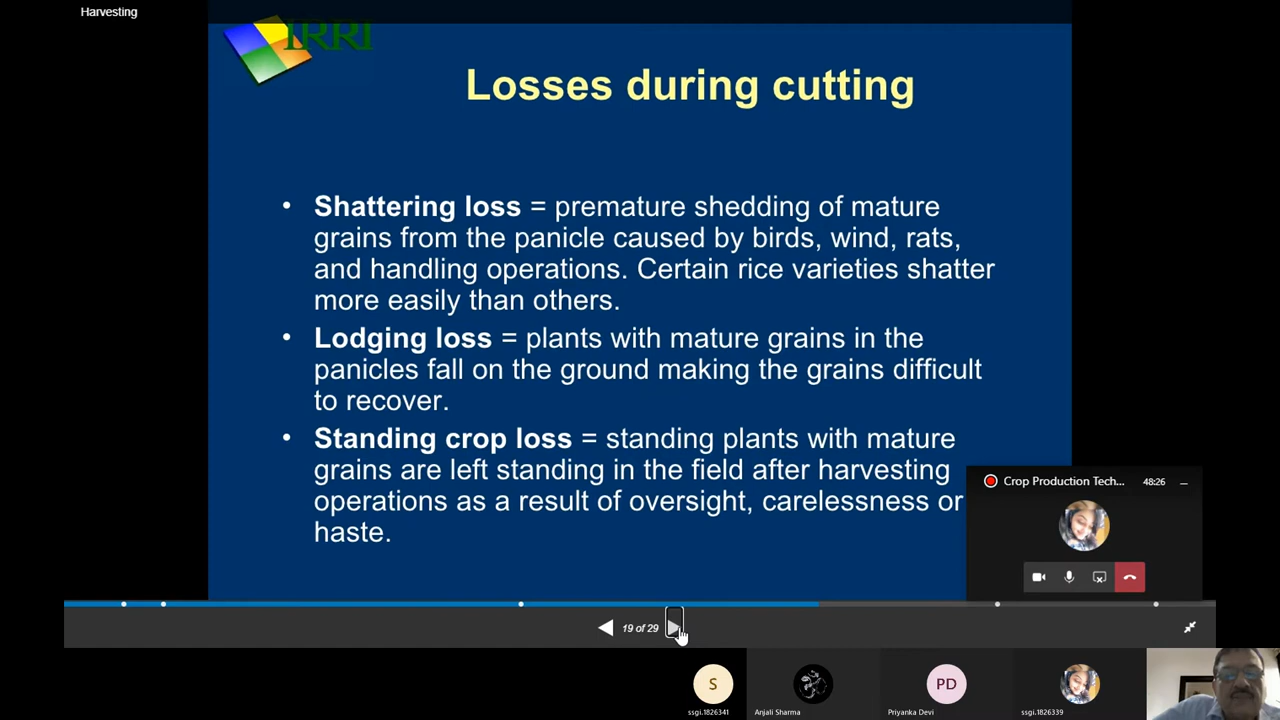 Harvesting
IRRI
Losses during cutting
• Shattering loss = premature shedding of mature
grains from the panicle caused by birds, wind, rats,
and handling operations. Certain rice varieties shatter
more easily than others.
• Lodging loss = plants with mature grains in the
panicles fall on the ground making the grains difficult
to recover.
• Standing crop loss = standing plants with mature
grains are left standing in the field after harvesting
operations as a result of oversight, carelessness or
haste.
Crop Production Tech... 48:26
19 of 29
S
PD
ssgi.1826341
Anjali Sharma
Priyanka Devi
ssgi.1826339